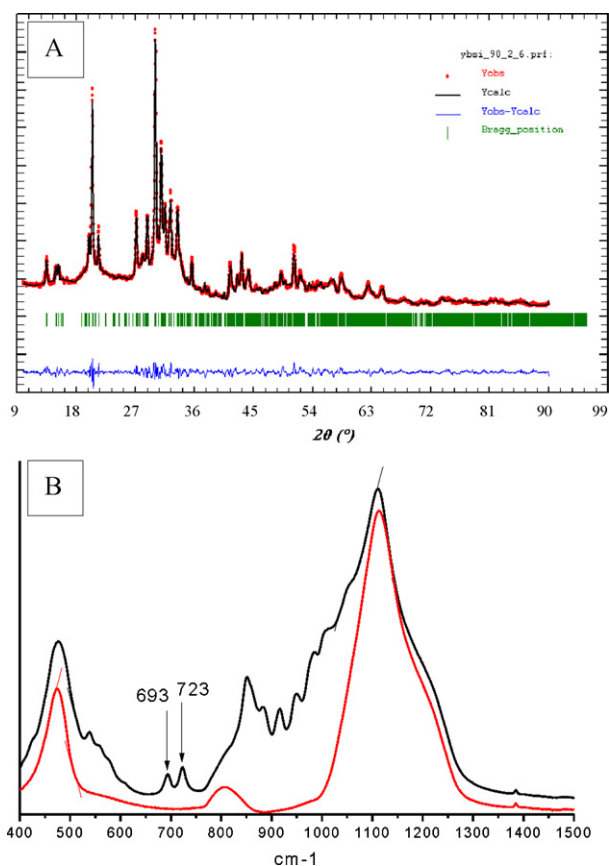 A
ybsi_90_2_6.prf:
Yobs
Ycalc
Yobs-Ycalc
Bragg_position
9 18 27 36 45 54 63 72 81 90 99
2θ (°)
B
693 723
400 500 600 700 800 900 1000 1100 1200 1300 1400 1500
cm-1